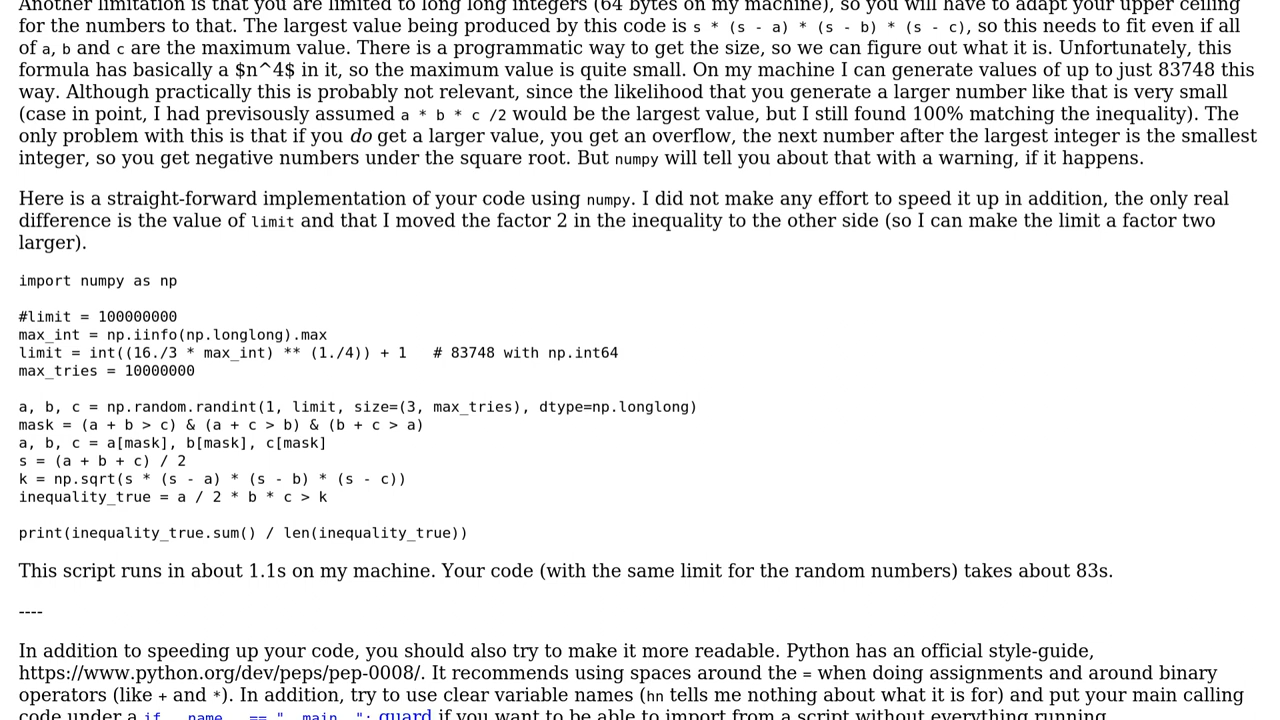 Another limitation is that you are limited to long long integers (64 bytes on my machine), so you will have to adapt your upper ceiling
for the numbers to that. The largest value being produced by this code is s * (s - a) * (s - b) * (s - c), so this needs to fit even if all
of a, b and c are the maximum value. There is a programmatic way to get the size, so we can figure out what it is. Unfortunately, this
formula has basically a $n^4$ in it, so the maximum value is quite small. On my machine I can generate values of up to just 83748 this
way. Although practically this is probably not relevant, since the likelihood that you generate a larger number like that is very small
(case in point, I had previsously assumed a * b * c /2 would be the largest value, but I still found 100% matching the inequality). The
only problem with this is that if you do get a larger value, you get an overflow, the next number after the largest integer is the smallest
integer, so you get negative numbers under the square root. But numpy will tell you about that with a warning, if it happens.
Here is a straight-forward implementation of your code using numpy. I did not make any effort to speed it up in addition, the only real
difference is the value of limit and that I moved the factor 2 in the inequality to the other side (so I can make the limit a factor two
larger).
import numpy as np
#limit = 100000000
max_int = np.iinfo(np.longlong).max
limit = int((16./3 * max_int) ** (1./4)) + 1   # 83748 with np.int64
max_tries = 10000000
a, b, c = np.random.randint(1, limit, size=(3, max_tries), dtype=np.longlong)
mask = (a + b > c) & (a + c > b) & (b + c > a)
a, b, c = a[mask], b[mask], c[mask]
s = (a + b + c) / 2
k = np.sqrt(s * (s - a) * (s - b) * (s - c))
inequality_true = a / 2 * b * c > k
print(inequality_true.sum() / len(inequality_true))
This script runs in about 1.1s on my machine. Your code (with the same limit for the random numbers) takes about 83s.
----
In addition to speeding up your code, you should also try to make it more readable. Python has an official style-guide,
https://www.python.org/dev/peps/pep-0008/. It recommends using spaces around the = when doing assignments and around binary
operators (like + and *). In addition, try to use clear variable names (hn tells me nothing about what it is for) and put your main calling
code under a if __name__ == "__main__": guard if you want to be able to import from a script without everything running.